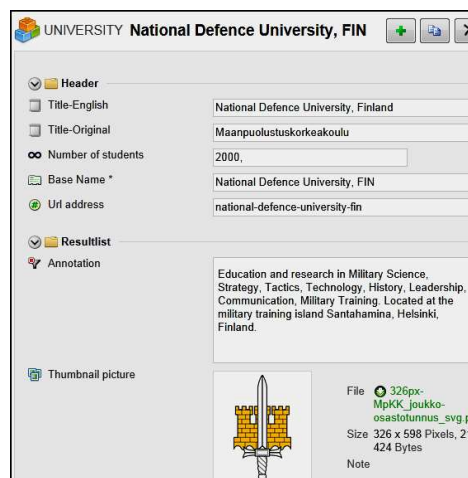 UNIVERSITY National Defence University, FIN
Header
Title-English National Defence University, Finland
Title-Original Maanpuolustuskorkeakoulu
Number of students 2000,
Base Name * National Defence University, FIN
Url address national-defence-university-fin
Resultlist
Annotation
Education and research in Military Science,
Strategy, Tactics, Technology, History, Leadership,
Communication, Military Training. Located at the
military training island Santahamina, Helsinki,
Finland.
Thumbnail picture
File 326px-
MpKK_joukko-
osastotunnus_svg.p
Size 326 x 598 Pixels, 21
424 Bytes
Note